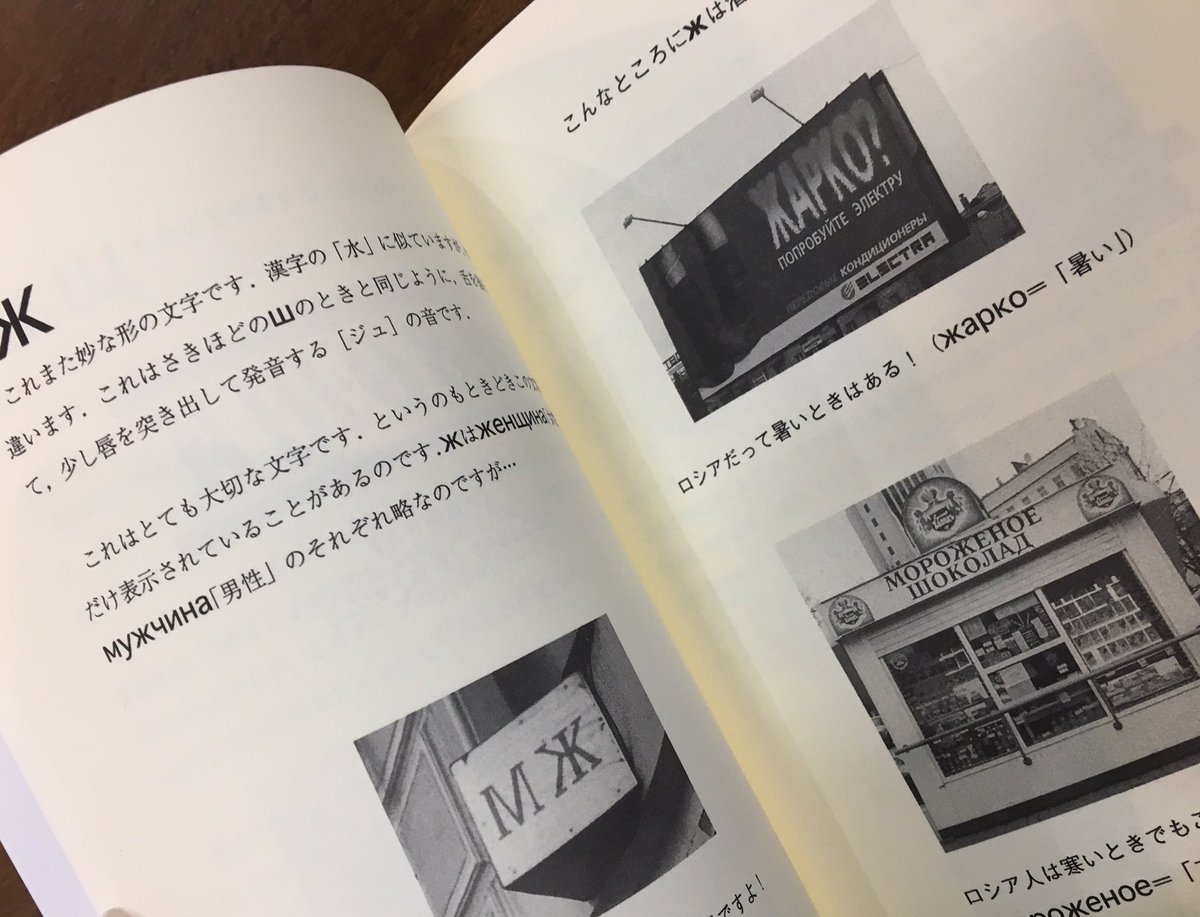 Ж
これまた妙な形の文字です．漢字の「水」に似ていますが
違います．これはさきほどのШのときと同じように，舌を
て，少し唇を突き出して発音する［ジュ］の音です．
これはとても大切な文字です．というのもときどきこの
だけ表示されていることがあるのです．Жはженщина
мужчина「男性」のそれぞれ略なのですが…
М Ж
ですよ！
こんなところにЖは
ЖАРКО?
ПОПРОБУЙТЕ ЭЛЕКТРУ
ПЕРЕДОВЫЕ КОНДИЦИОНЕРЫ
ELECTRA
ロシアだって暑いときはある！（жарко＝「暑い」）
МОРОЖЕНОЕ
ШОКОЛАД
ロシア人は寒いときでもこ
ороженое＝「